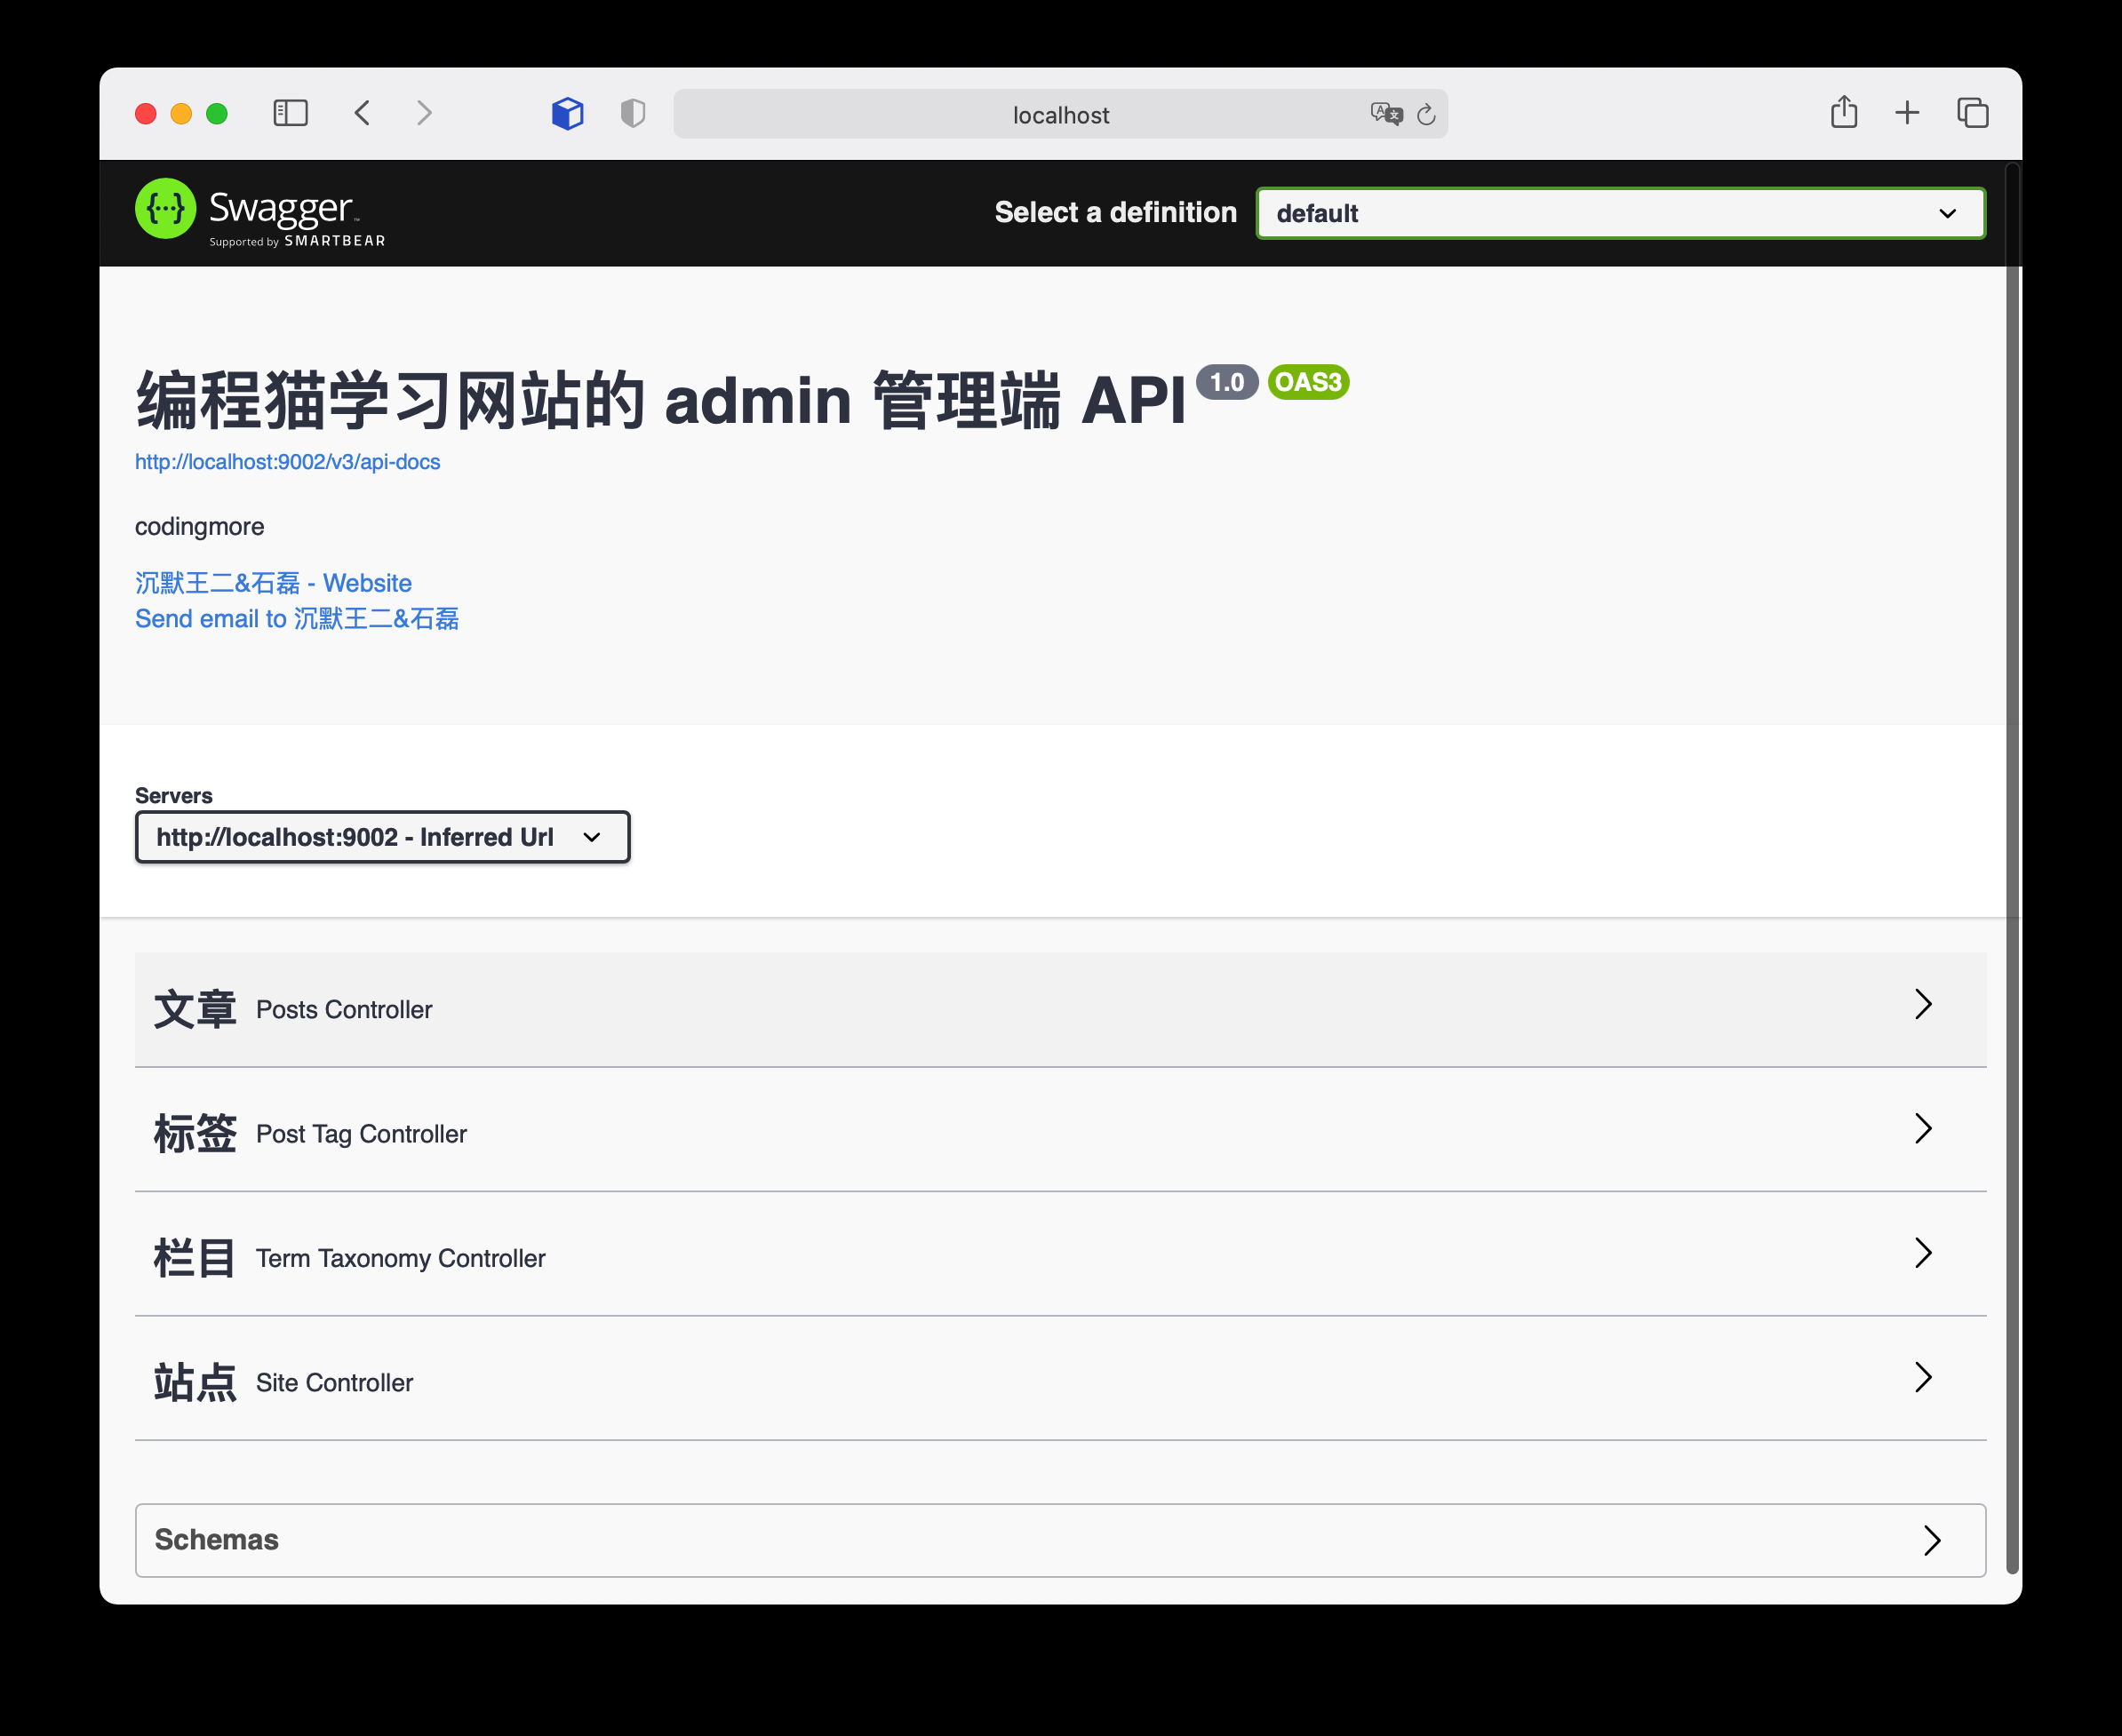 localhost
Swagger
Supported by SMARTBEAR
Select a definition
default
编程猫学习网站的 admin 管理端 API 1.0 OAS3
http://localhost:9002/v3/api-docs
codingmore
沉默王二&石磊 - Website
Send email to 沉默王二&石磊
Servers
http://localhost:9002 - Inferred Url
文章 Posts Controller
标签 Post Tag Controller
栏目 Term Taxonomy Controller
站点 Site Controller
Schemas